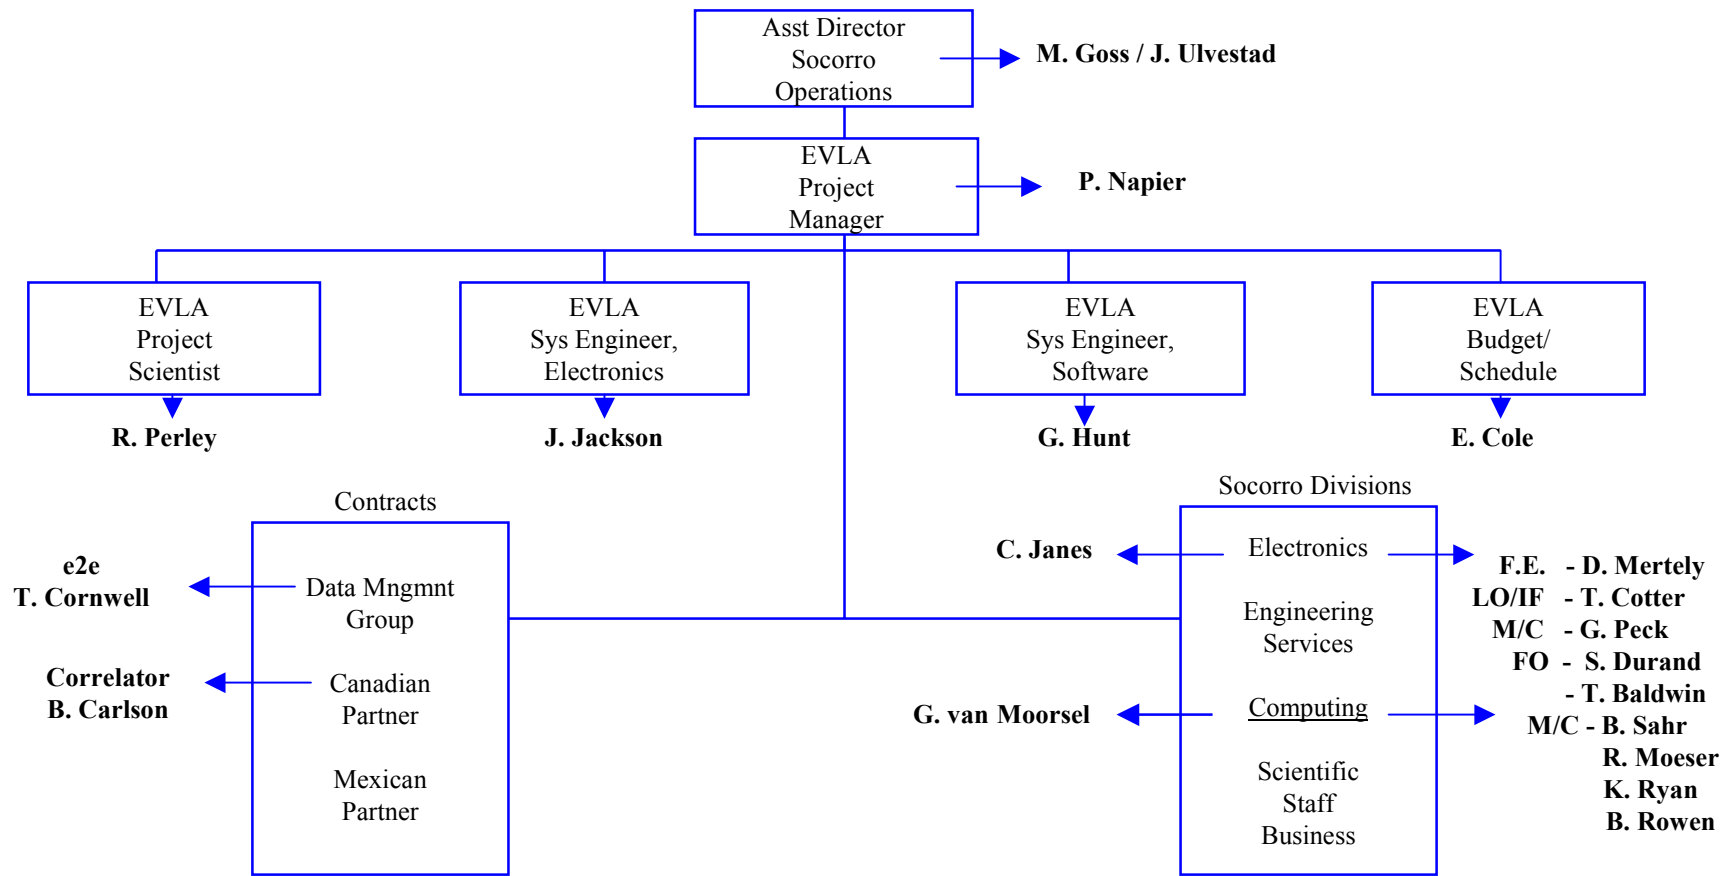 Asst Director
Socorro
Operations
M. Goss / J. Ulvestad
EVLA
Project
Manager
P. Napier
EVLA
Project
Scientist
EVLA
Sys Engineer,
Electronics
EVLA
Sys Engineer,
Software
EVLA
Budget/
Schedule
R. Perley
J. Jackson
G. Hunt
E. Cole
Contracts
e2e
T. Cornwell
Data Mngmnt
Group
Correlator
B. Carlson
Canadian
Partner
Mexican
Partner
Socorro Divisions
C. Janes
Electronics
Engineering
Services
G. van Moorsel
Computing
Scientific
Staff
Business
F.E. - D. Mertely
LO/IF - T. Cotter
M/C - G. Peck
FO - S. Durand
- T. Baldwin
M/C - B. Sahr
R. Moeser
K. Ryan
B. Rowen